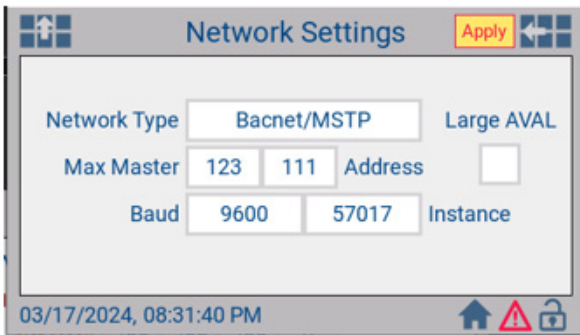 Network Settings Apply
Network Type Bacnet/MSTP Large AVAL
Max Master 123 111 Address
Baud 9600 57017 Instance
03/17/2024, 08:31:40 PM